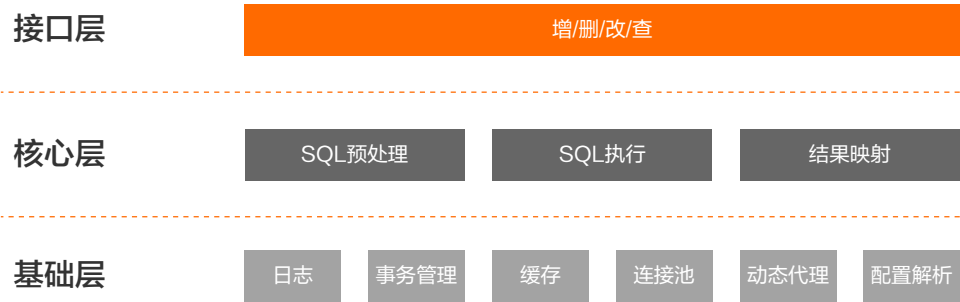 接口层
增/删/改/查
核心层
SQL预处理
SQL执行
结果映射
基础层
日志
事务管理
缓存
连接池
动态代理
配置解析